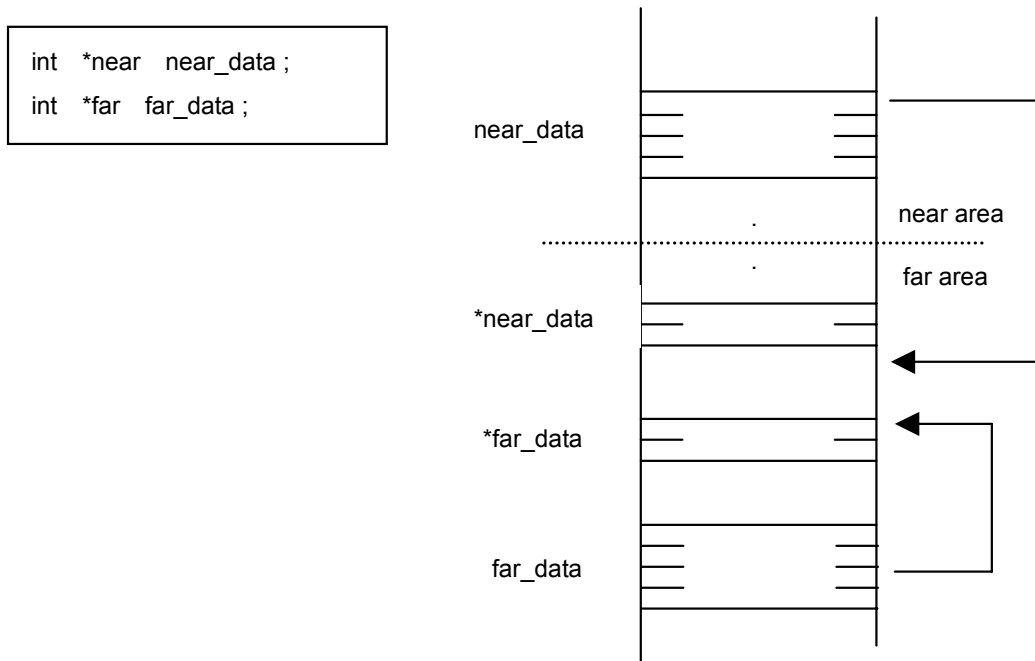 int *near near_data ;
int *far far_data ;
near_data
near area
far area
*near_data
*far_data
far_data